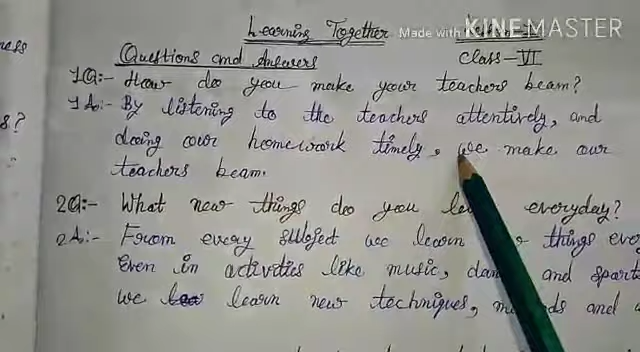 Learning Together
Made with KINEMASTER
Class-VI
ness
Questions and Answers
1Q:- How do you make your teachers beam?
1A:- By listening to the teachers attentively, and
s?
doing our homework timely, we make our
teachers beam.
2Q:- What new things do you everyday?
2A:- From every subject we learn things
Even in activities like music, and
we learn new techniques, and